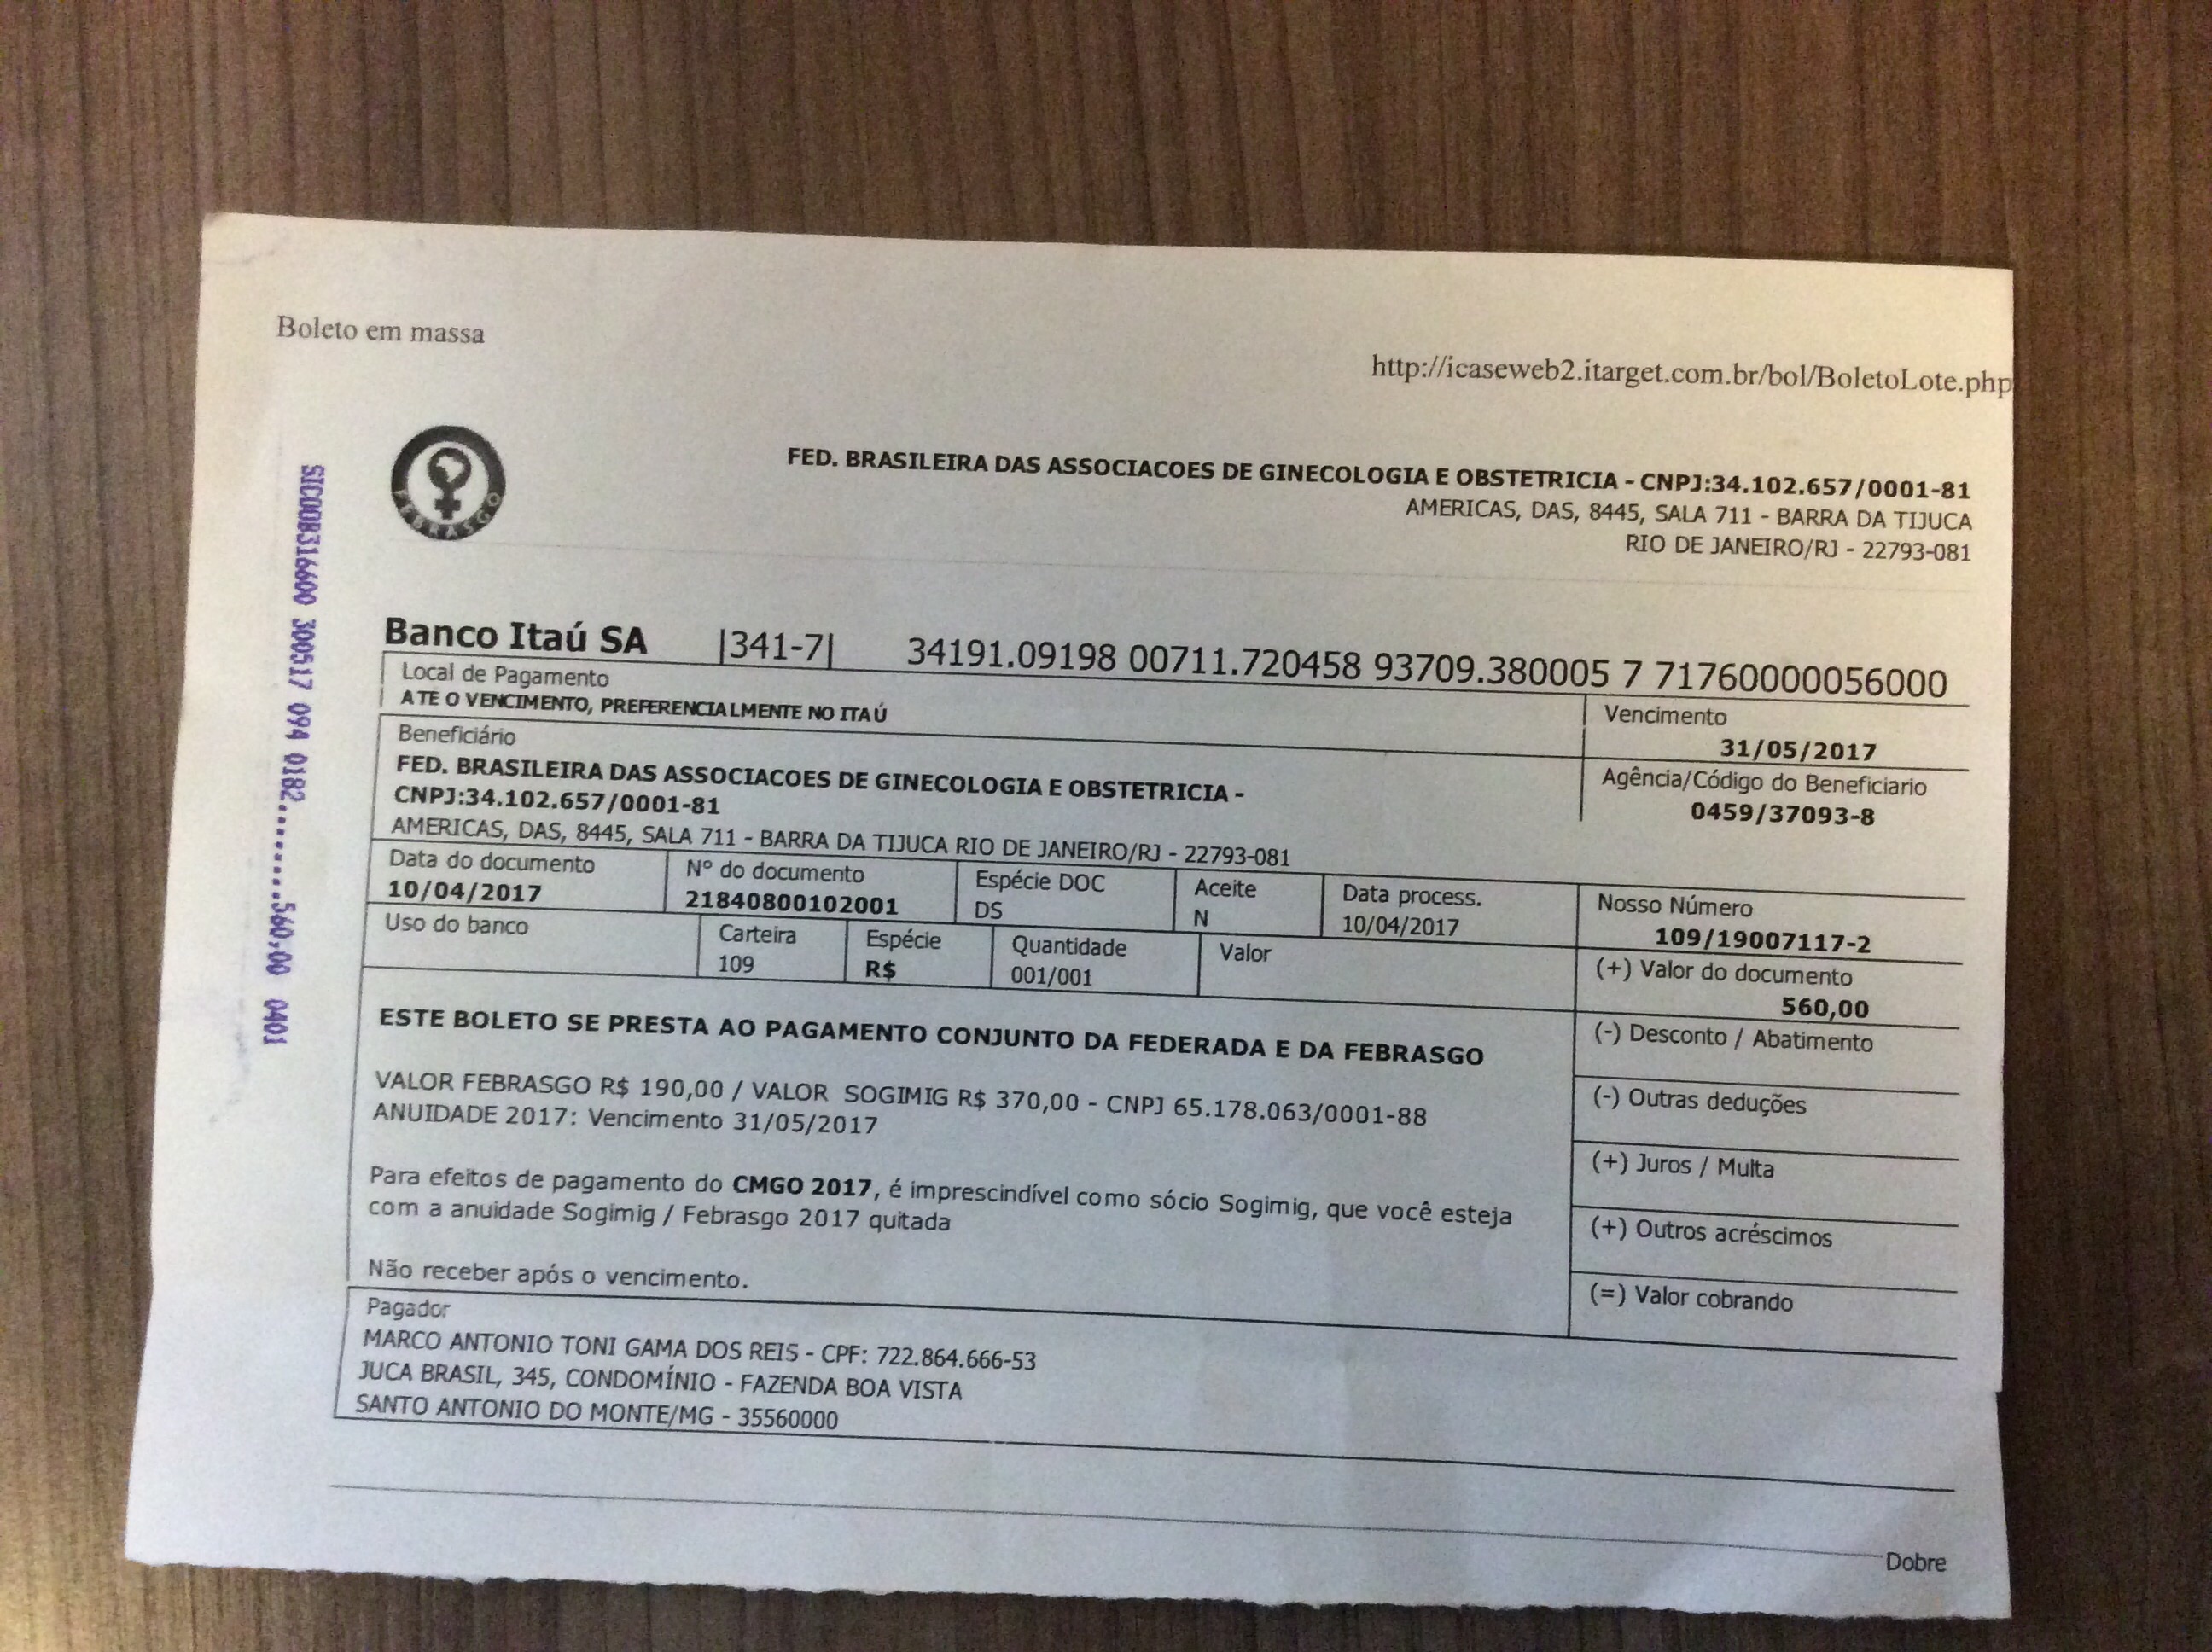 Boleto em massa
http://icaseweb2.itarget.com.br/bol/BoletoLote.php
FEBRASGO
FED. BRASILEIRA DAS ASSOCIACOES DE GINECOLOGIA E OBSTETRICIA - CNPJ:34.102.657/0001-81
AMERICAS, DAS, 8445, SALA 711 - BARRA DA TIJUCA
RIO DE JANEIRO/RJ - 22793-081
SICOOB316600 300517 094 0182.........560,00 0401
Banco Itaú SA |341-7| 34191.09198 00711.720458 93709.380005 7 71760000056000
Local de Pagamento
ATE O VENCIMENTO, PREFERENCIALMENTE NO ITAÚ
Vencimento
31/05/2017
Beneficiário
FED. BRASILEIRA DAS ASSOCIACOES DE GINECOLOGIA E OBSTETRICIA -
CNPJ:34.102.657/0001-81
AMERICAS, DAS, 8445, SALA 711 - BARRA DA TIJUCA RIO DE JANEIRO/RJ - 22793-081
Agência/Código do Beneficiario
0459/37093-8
Data do documento
10/04/2017
Nº do documento
21840800102001
Espécie DOC
DS
Aceite
N
Data process.
10/04/2017
Nosso Número
109/19007117-2
Uso do banco
Carteira
109
Espécie
R$
Quantidade
001/001
Valor
(+) Valor do documento
560,00
ESTE BOLETO SE PRESTA AO PAGAMENTO CONJUNTO DA FEDERADA E DA FEBRASGO
VALOR FEBRASGO R$ 190,00 / VALOR SOGIMIG R$ 370,00 - CNPJ 65.178.063/0001-88
ANUIDADE 2017: Vencimento 31/05/2017
Para efeitos de pagamento do CMGO 2017, é imprescindível como sócio Sogimig, que você esteja
com a anuidade Sogimig / Febrasgo 2017 quitada
Não receber após o vencimento.
(-) Desconto / Abatimento
(-) Outras deduções
(+) Juros / Multa
(+) Outros acréscimos
(=) Valor cobrando
Pagador
MARCO ANTONIO TONI GAMA DOS REIS - CPF: 722.864.666-53
JUCA BRASIL, 345, CONDOMÍNIO - FAZENDA BOA VISTA
SANTO ANTONIO DO MONTE/MG - 35560000
Dobre